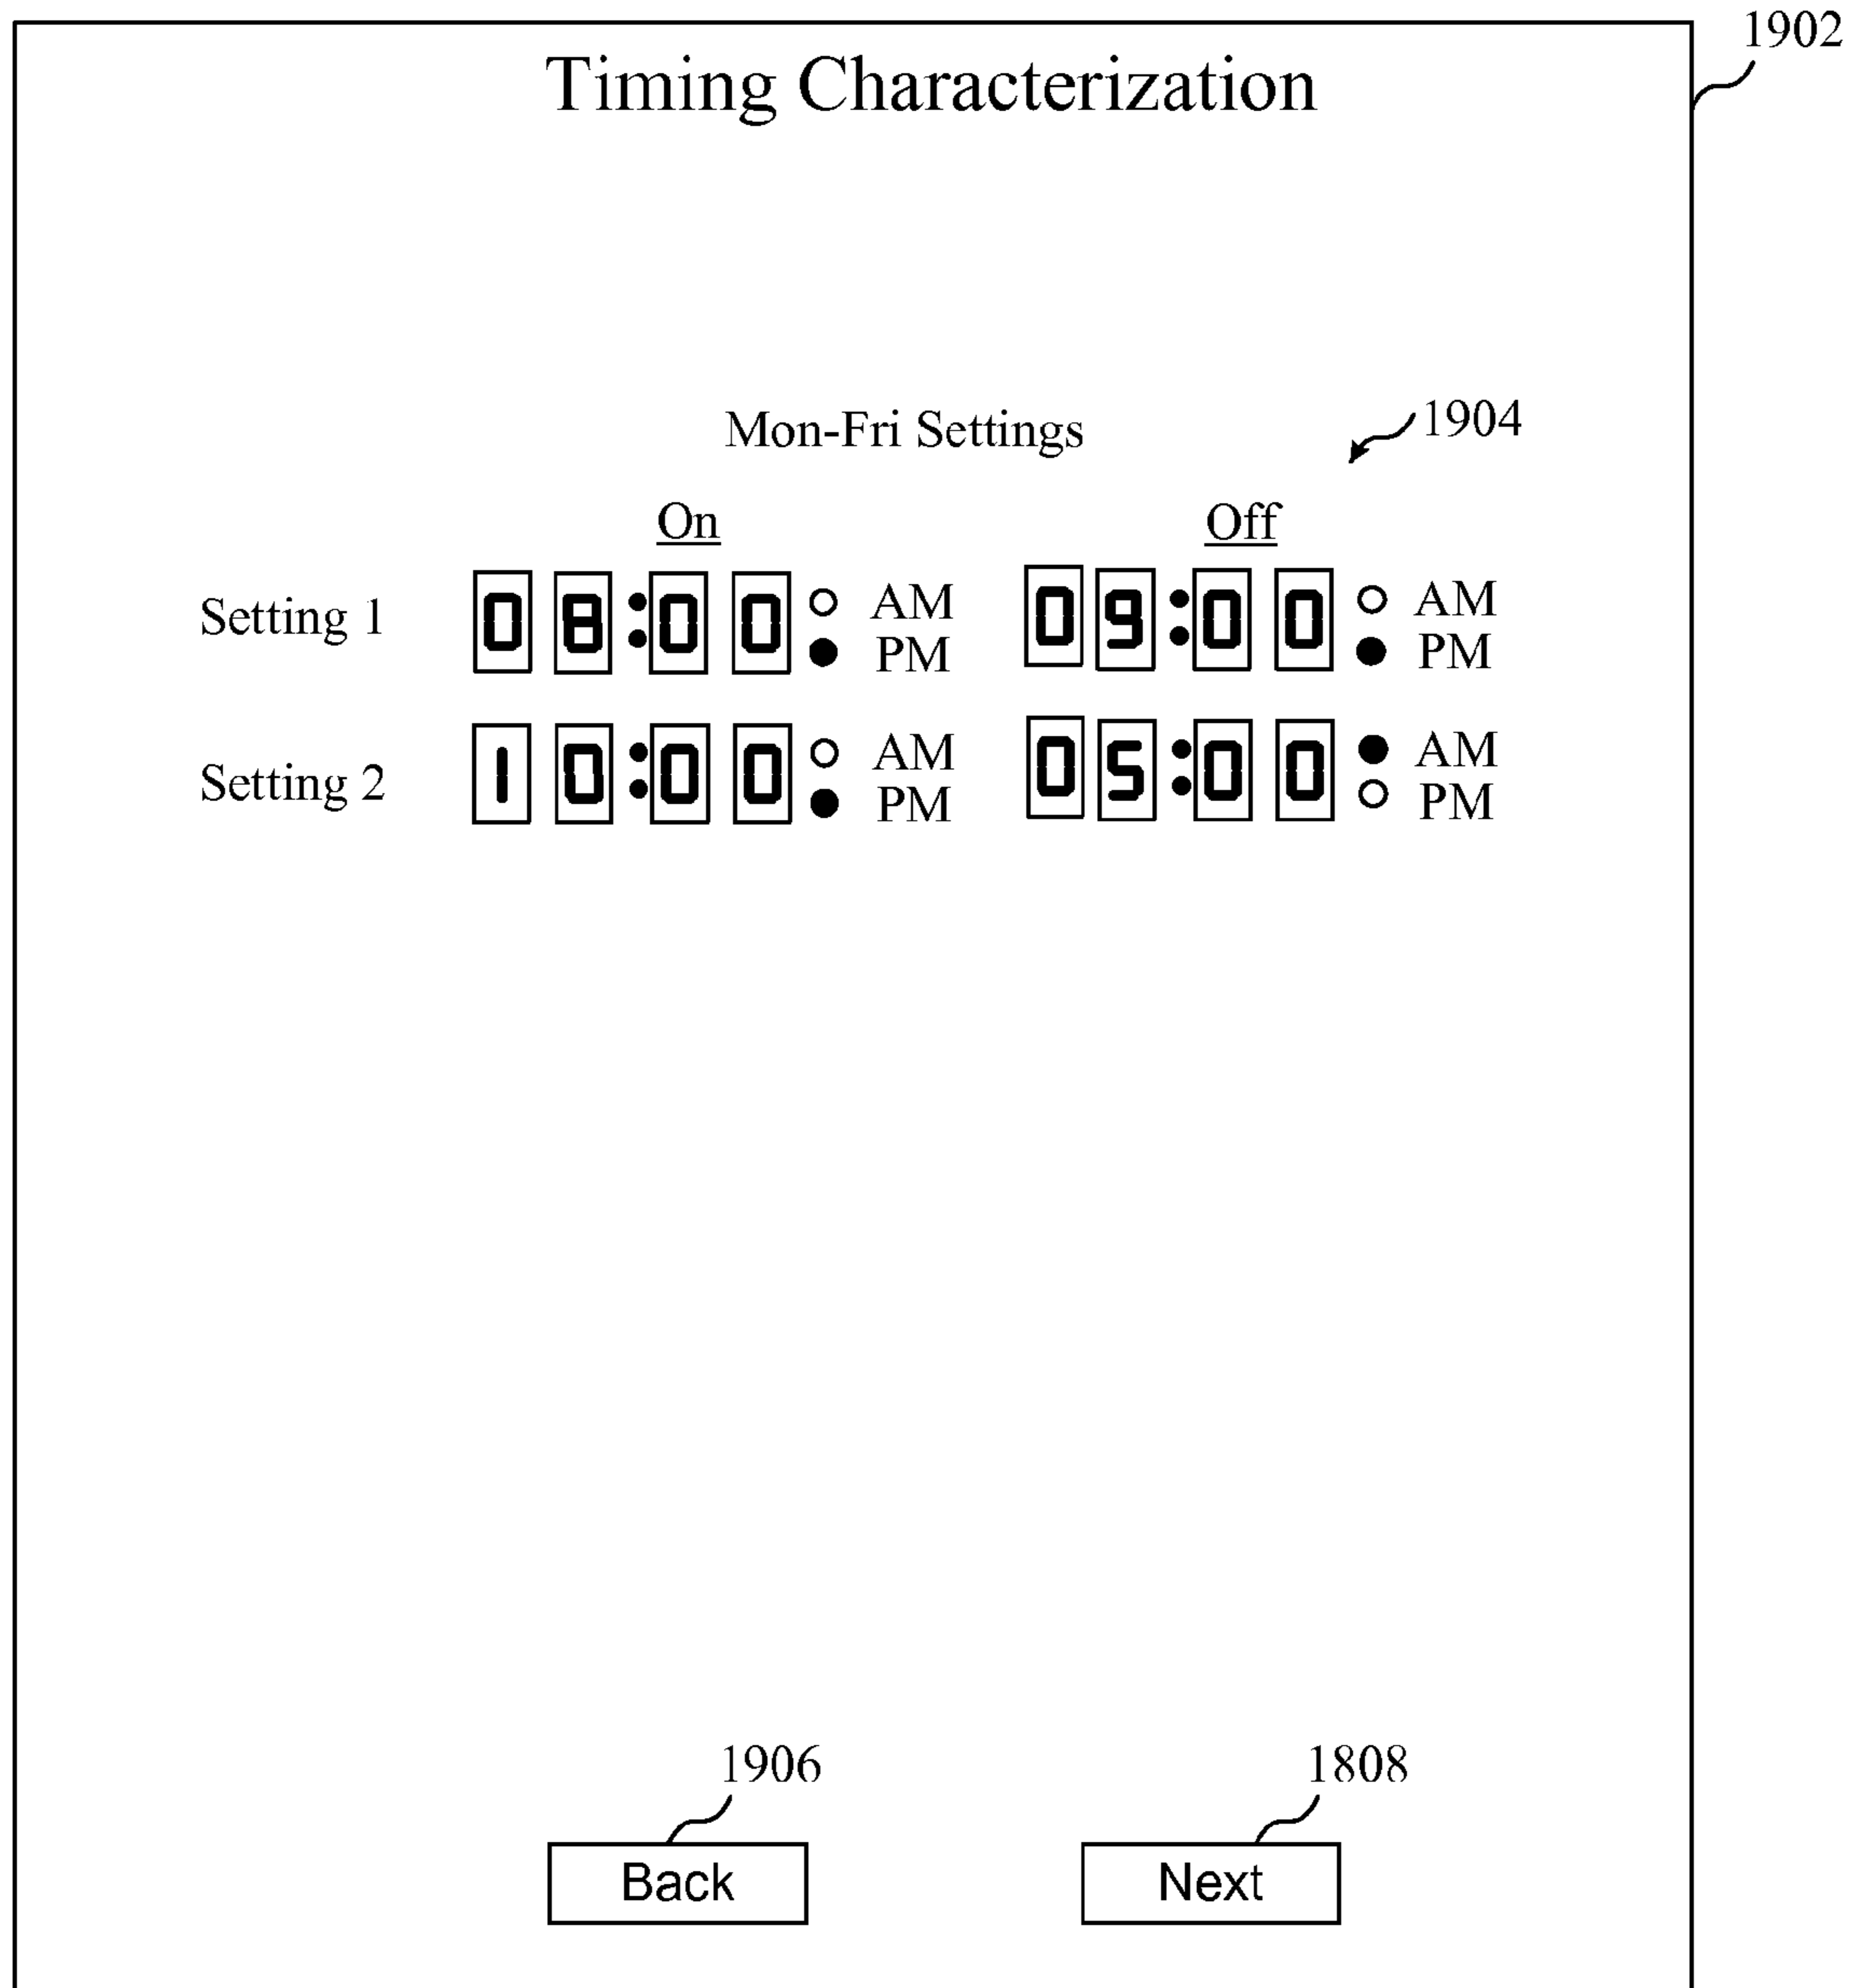 1902
Timing Characterization
Mon-Fri Settings
1904
On Off
Setting 1 08:00 AM PM 09:00 AM PM
Setting 2 10:00 AM PM 05:00 AM PM
1906 1808
Back Next